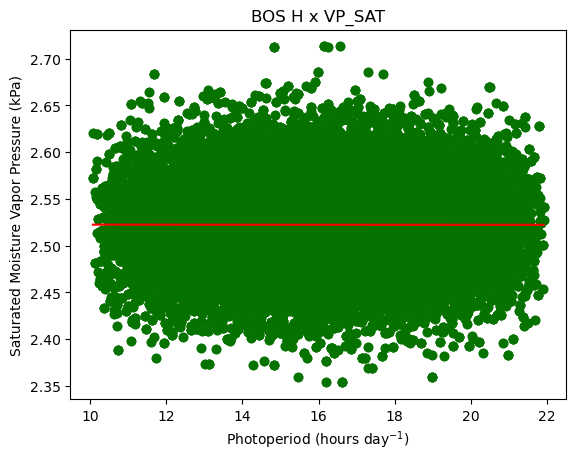 BOS H x VP_SAT
Saturated Moisture Vapor Pressure (kPa)
2.70
2.65
2.60
2.55
2.50
2.45
2.40
2.35
10 12 14 16 18 20 22
Photoperiod (hours day⁻¹)